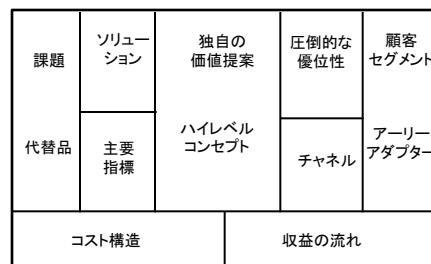 課題
代替品
ソリュー
ション
主要
指標
独自の
価値提案
ハイレベル
コンセプト
圧倒的な
優位性
チャネル
顧客
セグメント
アーリー
アダプター
コスト構造
収益の流れ